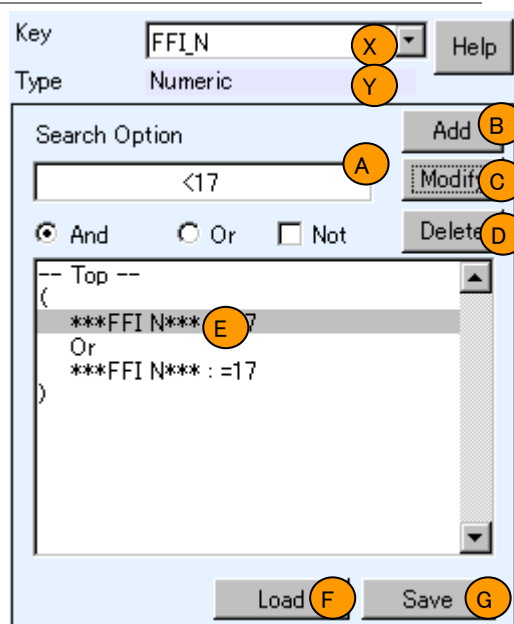 Key FFI_N X Help
Type Numeric Y
Search Option Add B
A
<17 Modify C
And Or Not Delete D
-- Top --
(
***FFI N*** E 7
Or
***FFI N*** : =17
)
Load F Save G